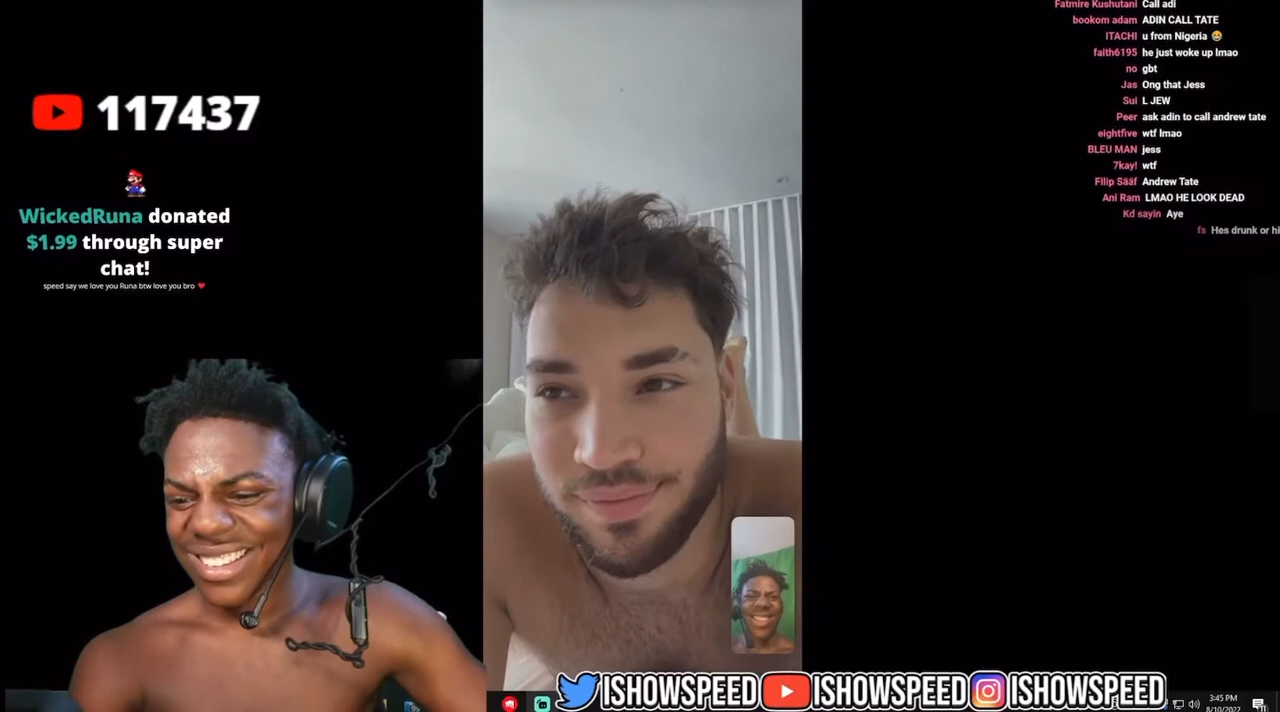 117437
WickedRuna donated
$1.99 through super
chat!
speed say we love you Runa btw love you bro ❤
Fatmire Kushutani Call adi
bookom adam ADIN CALL TATE
ITACHI u from Nigeria 😂
faith6195 he just woke up lmao
no gbt
Jas Ong that Jess
Sui L JEW
Peer ask adin to call andrew tate
eightfive wtf lmao
BLEU MAN jess
7kay! wtf
Filip Sääf Andrew Tate
Ani Ram LMAO HE LOOK DEAD
Kd sayin Aye
fs Hes drunk or hi
ISHOWSPEED ISHOWSPEED ISHOWSPEED
3:45 PM
8/10/2022